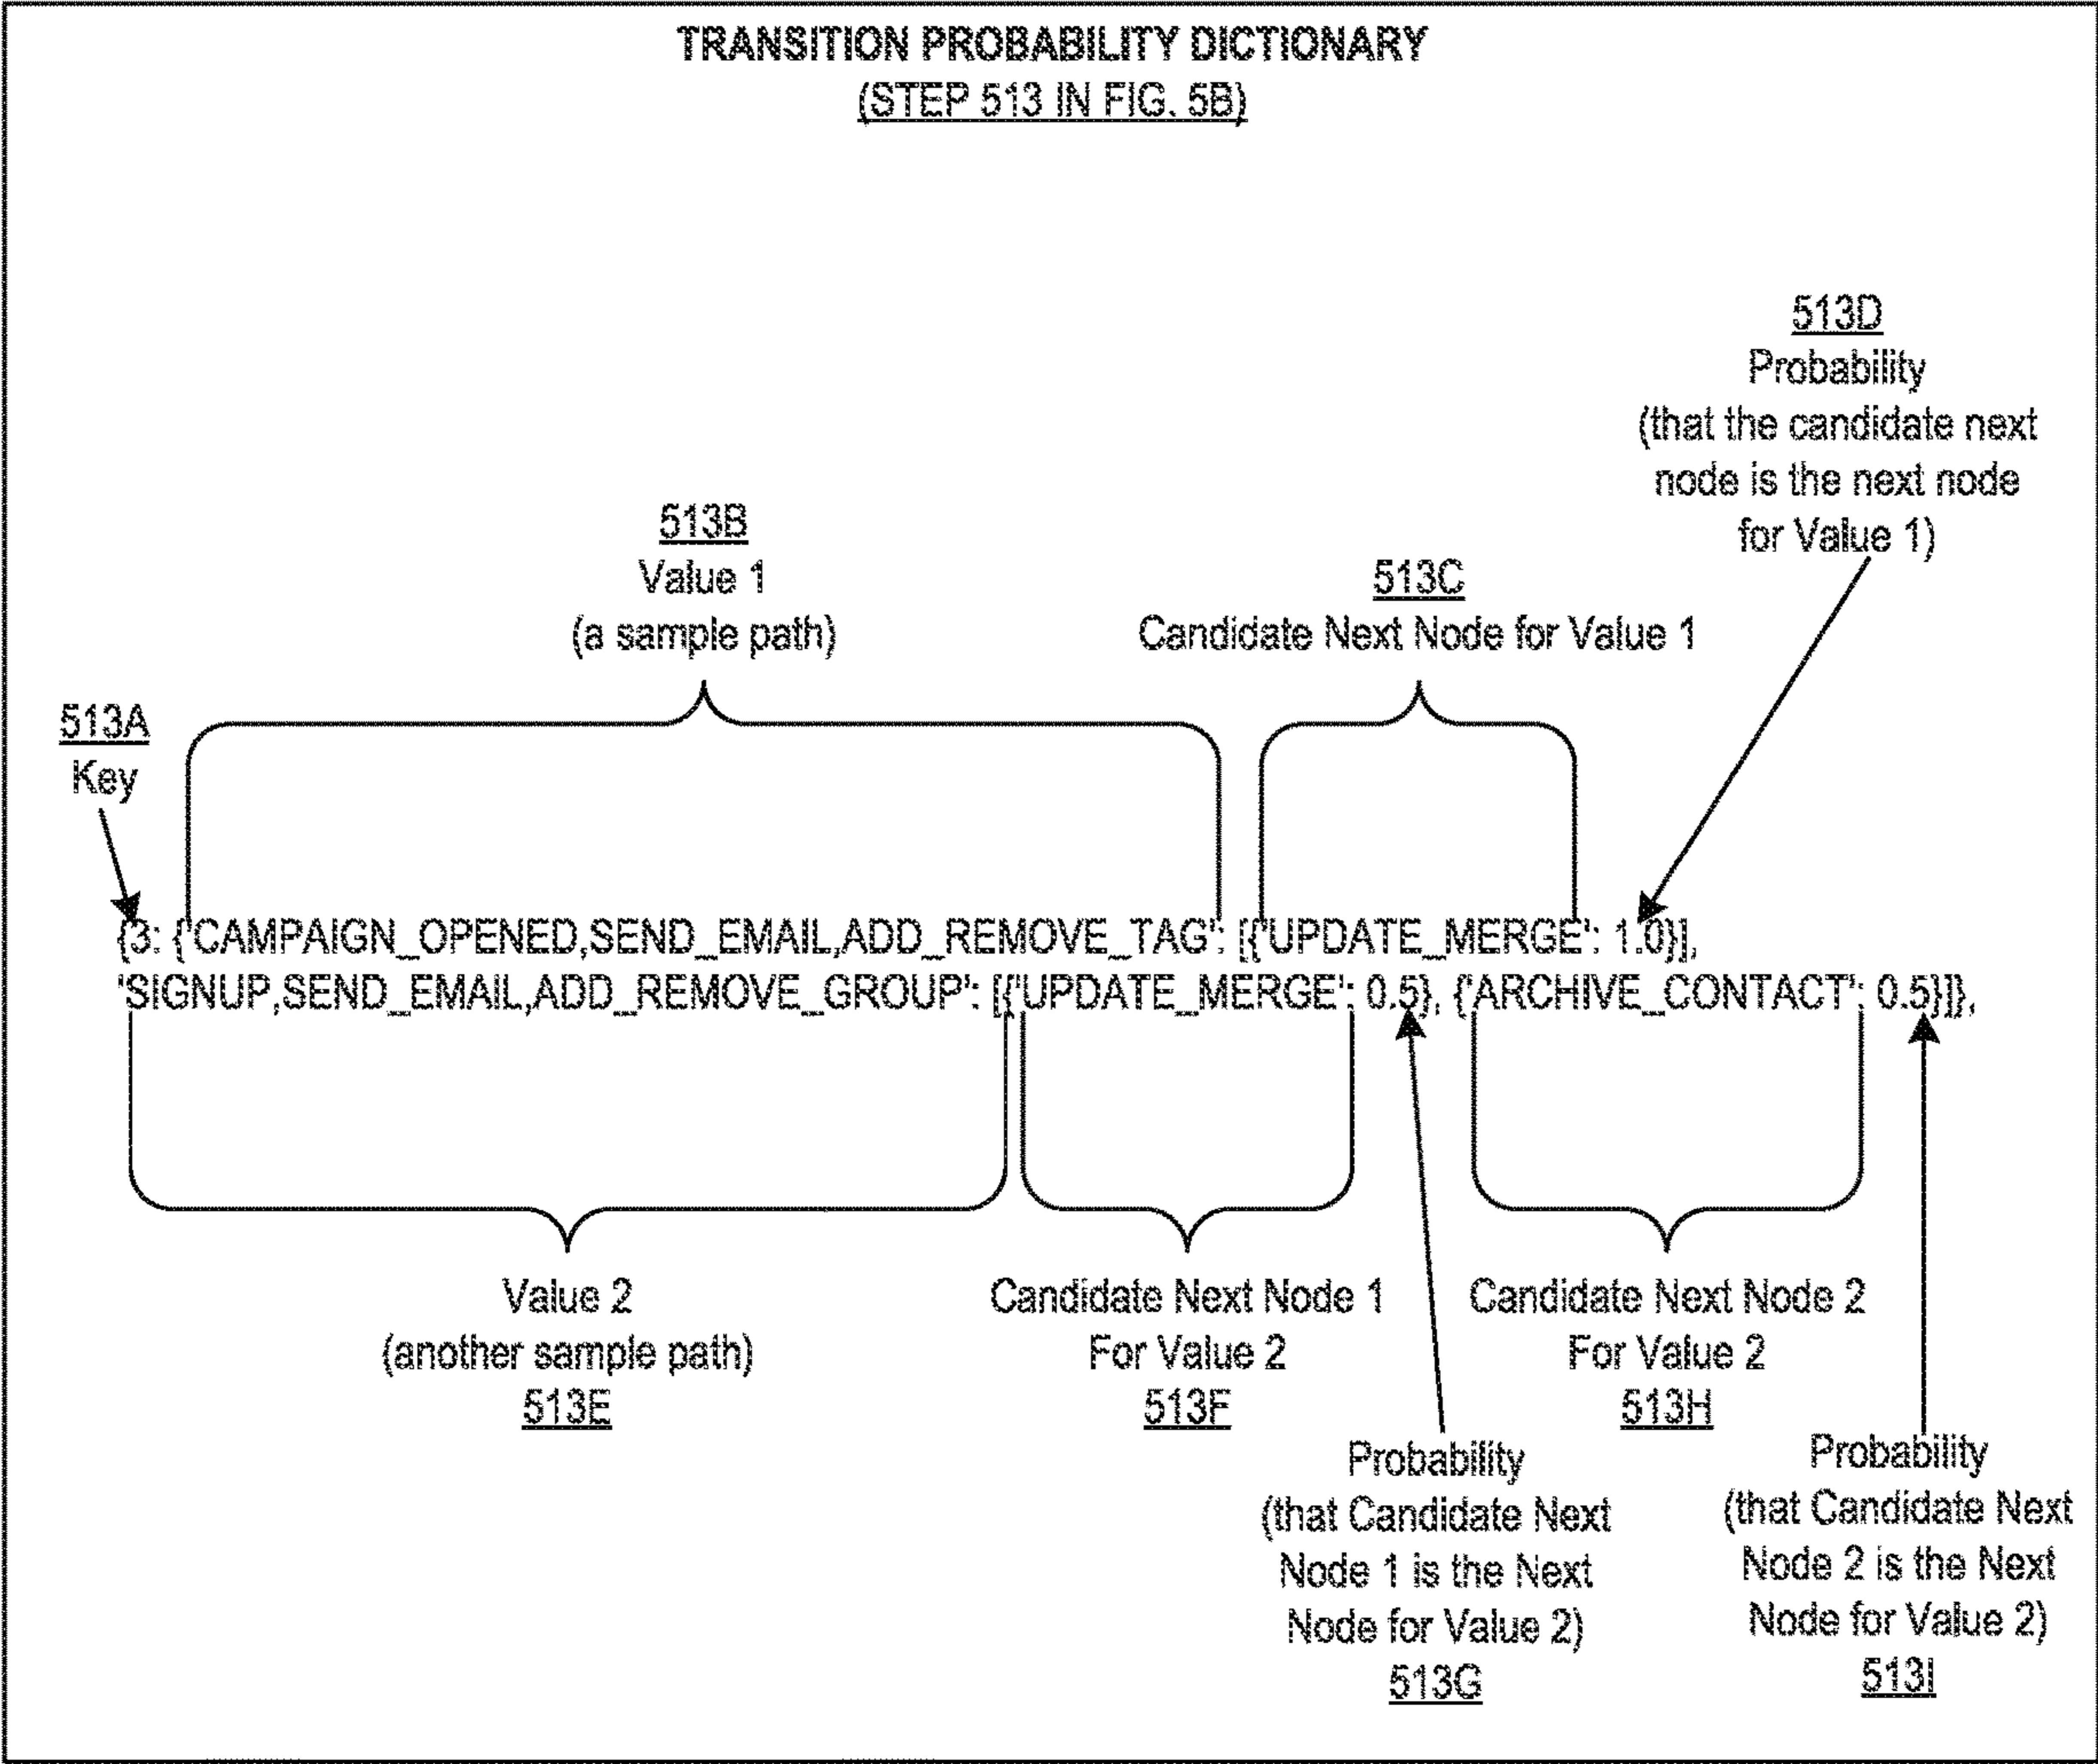 TRANSITION PROBABILITY DICTIONARY
(STEP 513 IN FIG. 5B)
513D
Probability
(that the candidate next
node is the next node
for Value 1)
513B
Value 1
(a sample path)
513C
Candidate Next Node for Value 1
513A
Key
{3: {'CAMPAIGN_OPENED,SEND_EMAIL,ADD_REMOVE_TAG': [{'UPDATE_MERGE': 1.0}],
'SIGNUP,SEND_EMAIL,ADD_REMOVE_GROUP': [{'UPDATE_MERGE': 0.5}, {'ARCHIVE_CONTACT': 0.5}]},
Value 2
(another sample path)
513E
Candidate Next Node 1
For Value 2
513F
Candidate Next Node 2
For Value 2
513H
Probability
(that Candidate Next
Node 1 is the Next
Node for Value 2)
513G
Probability
(that Candidate Next
Node 2 is the Next
Node for Value 2)
513I